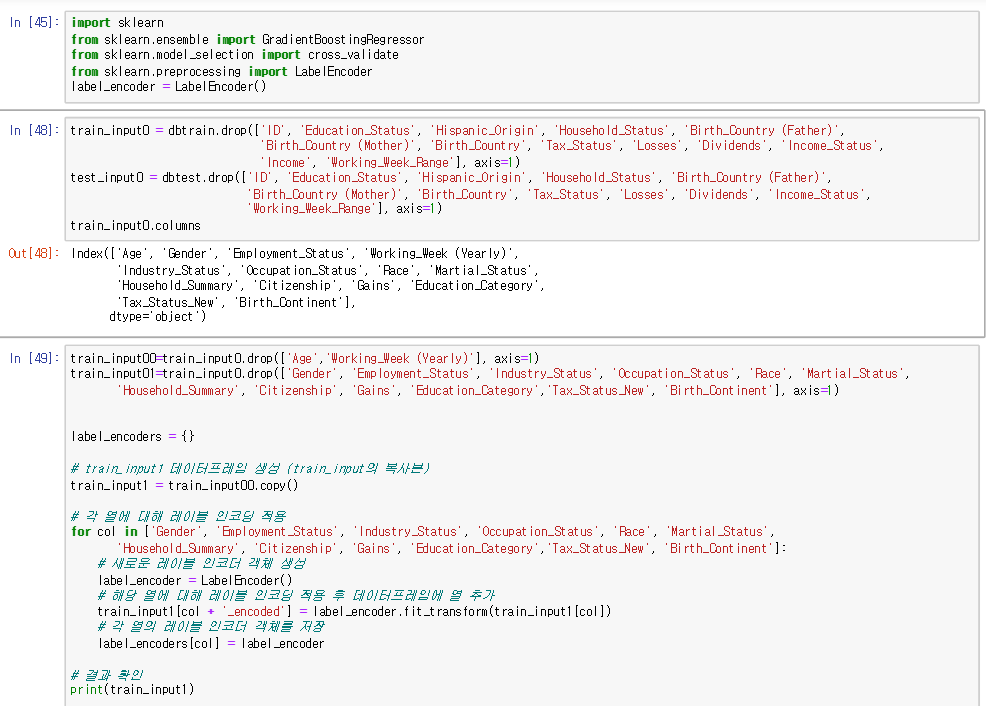 In [45]: import sklearn
from sklearn.ensemble import GradientBoostingRegressor
from sklearn.model_selection import cross_validate
from sklearn.preprocessing import LabelEncoder
label_encoder = LabelEncoder()
In [48]: train_input0 = dbtrain.drop(['ID', 'Education_Status', 'Hispanic_Origin', 'Household_Status', 'Birth_Country (Father)',
'Birth_Country (Mother)', 'Birth_Country', 'Tax_Status', 'Losses', 'Dividends', 'Income_Status',
'Income', 'Working_Week_Range'], axis=1)
test_input0 = dbtest.drop(['ID', 'Education_Status', 'Hispanic_Origin', 'Household_Status', 'Birth_Country (Father)',
'Birth_Country (Mother)', 'Birth_Country', 'Tax_Status', 'Losses', 'Dividends', 'Income_Status',
'Working_Week_Range'], axis=1)
train_input0.columns
Out[48]: Index(['Age', 'Gender', 'Employment_Status', 'Working_Week (Yearly)',
'Industry_Status', 'Occupation_Status', 'Race', 'Martial_Status',
'Household_Summary', 'Citizenship', 'Gains', 'Education_Category',
'Tax_Status_New', 'Birth_Continent'],
dtype='object')
In [49]: train_input00=train_input0.drop(['Age','Working_Week (Yearly)'], axis=1)
train_input01=train_input0.drop(['Gender', 'Employment_Status', 'Industry_Status', 'Occupation_Status', 'Race', 'Martial_Status',
'Household_Summary', 'Citizenship', 'Gains', 'Education_Category','Tax_Status_New', 'Birth_Continent'], axis=1)
label_encoders = {}
# train_input1 데이터프레임 생성 (train_input의 복사본)
train_input1 = train_input00.copy()
# 각 열에 대해 레이블 인코딩 적용
for col in ['Gender', 'Employment_Status', 'Industry_Status', 'Occupation_Status', 'Race', 'Martial_Status',
'Household_Summary', 'Citizenship', 'Gains', 'Education_Category','Tax_Status_New', 'Birth_Continent']:
# 새로운 레이블 인코더 객체 생성
label_encoder = LabelEncoder()
# 해당 열에 대해 레이블 인코딩 적용 후 데이터프레임에 열 추가
train_input1[col + '_encoded'] = label_encoder.fit_transform(train_input1[col])
# 각 열의 레이블 인코더 객체를 저장
label_encoders[col] = label_encoder
# 결과 확인
print(train_input1)